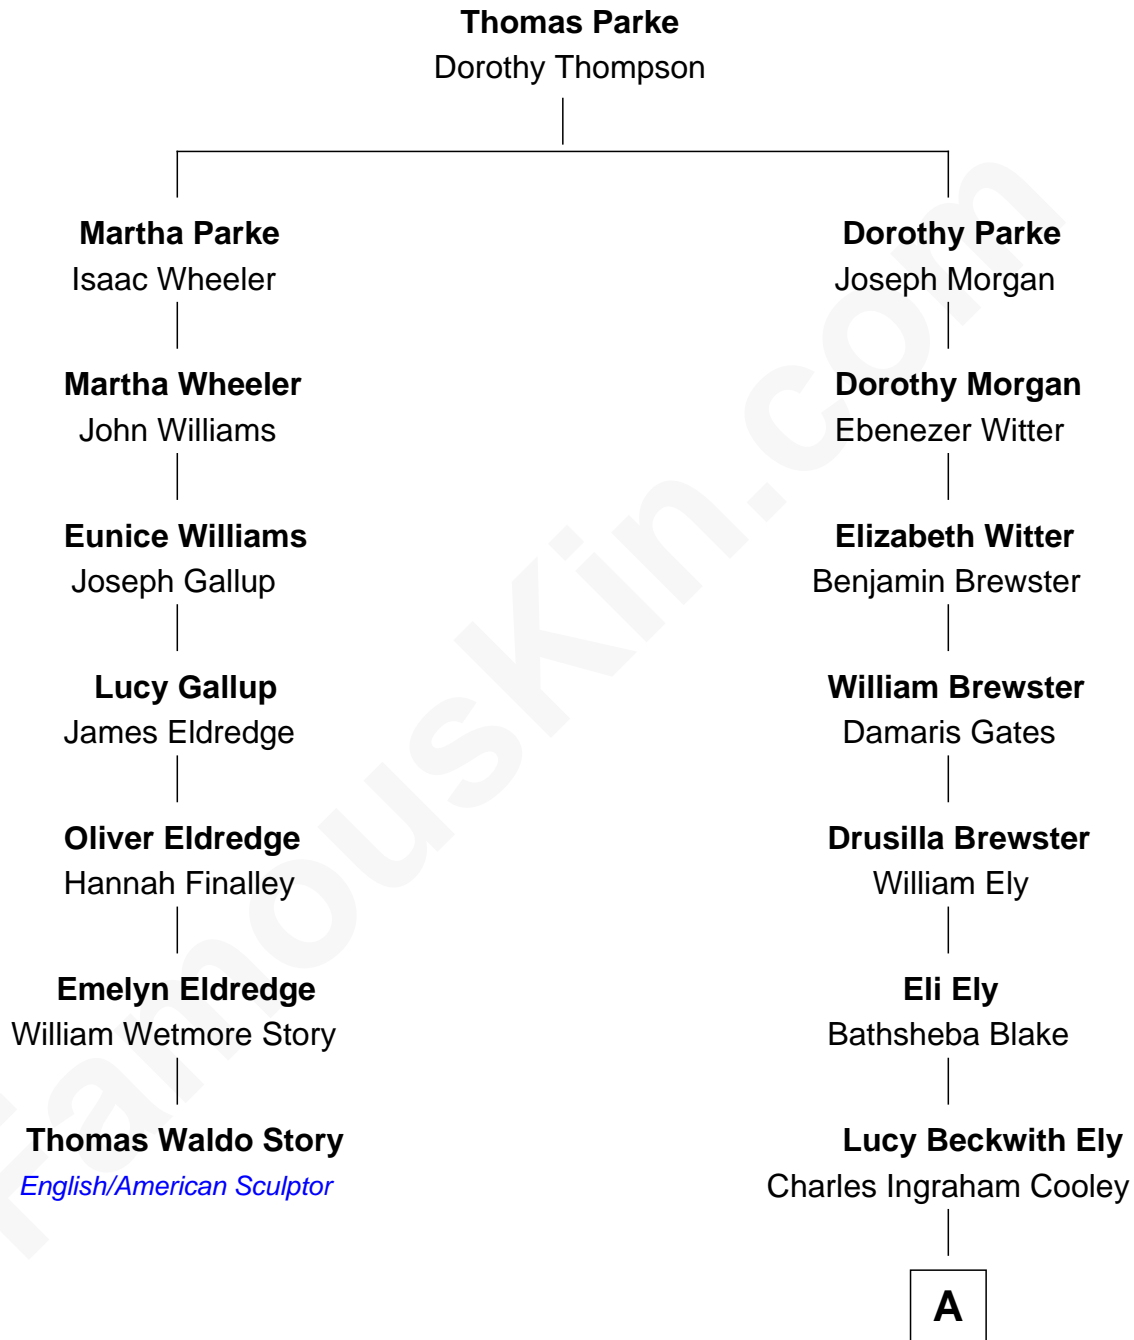 Thomas Parke
Dorothy Thompson
Martha Parke
Isaac Wheeler
Martha Wheeler
John Williams
Eunice Williams
Joseph Gallup
Lucy Gallup
James Eldredge
Oliver Eldredge
Hannah Finalley
Emelyn Eldredge
William Wetmore Story
Thomas Waldo Story
English/American Sculptor
Dorothy Parke
Joseph Morgan
Dorothy Morgan
Ebenezer Witter
Elizabeth Witter
Benjamin Brewster
William Brewster
Damaris Gates
Drusilla Brewster
William Ely
Eli Ely
Bathsheba Blake
Lucy Beckwith Ely
Charles Ingraham Cooley
A
FamousKin.com